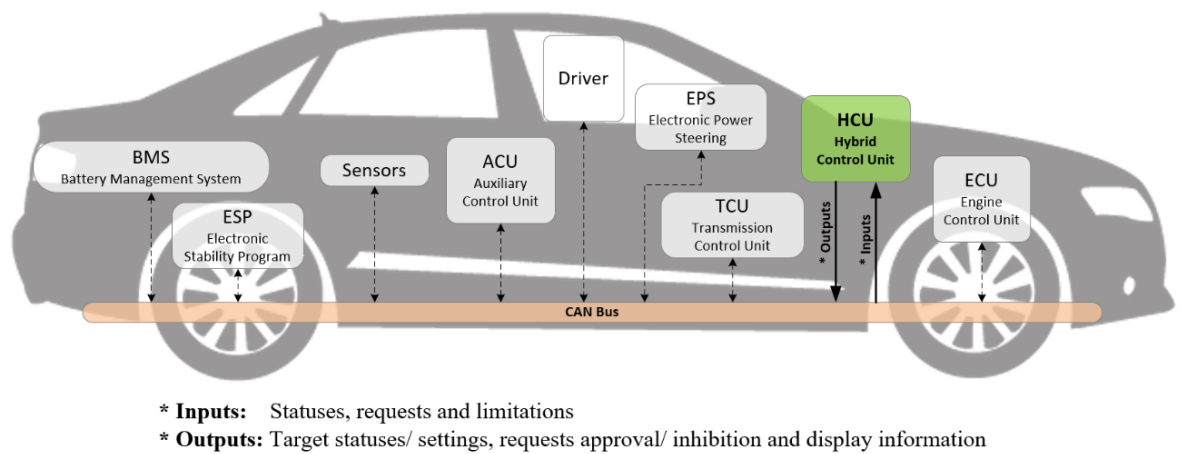 Driver
EPS
Electronic Power
Steering
HCU
Hybrid
Control Unit
BMS
Battery Management System
Sensors
ACU
Auxiliary
Control Unit
ECU
Engine
Control Unit
ESP
Electronic
Stability Program
TCU
Transmission
Control Unit
* Outputs
* Inputs
CAN Bus
* Inputs: Statuses, requests and limitations
* Outputs: Target statuses/ settings, requests approval/ inhibition and display information